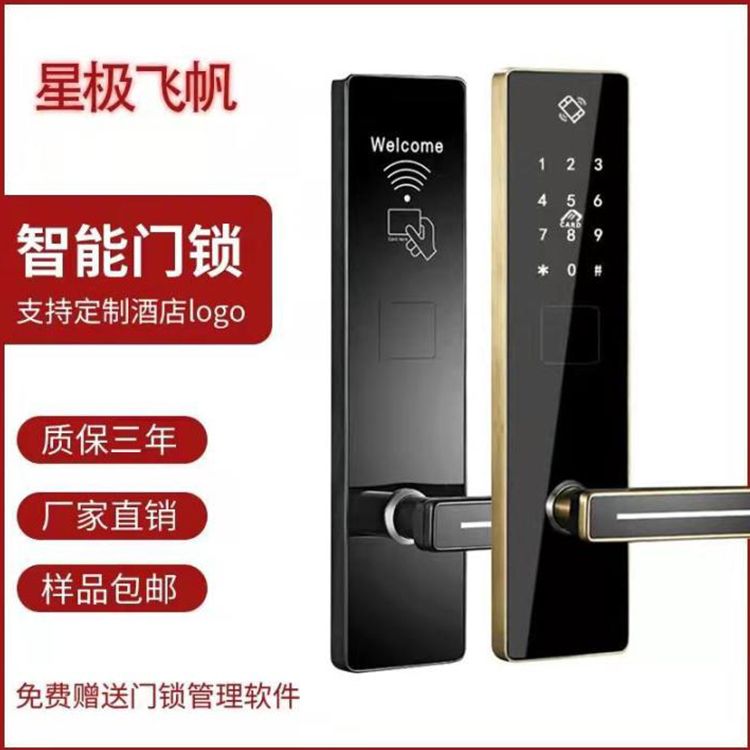 星极飞帆
智能门锁
支持定制酒店logo
质保三年
厂家直销
样品包邮
免费赠送门锁管理软件
Welcome
1 2 3
4 5 6
CARD
7 8 9
* 0 #